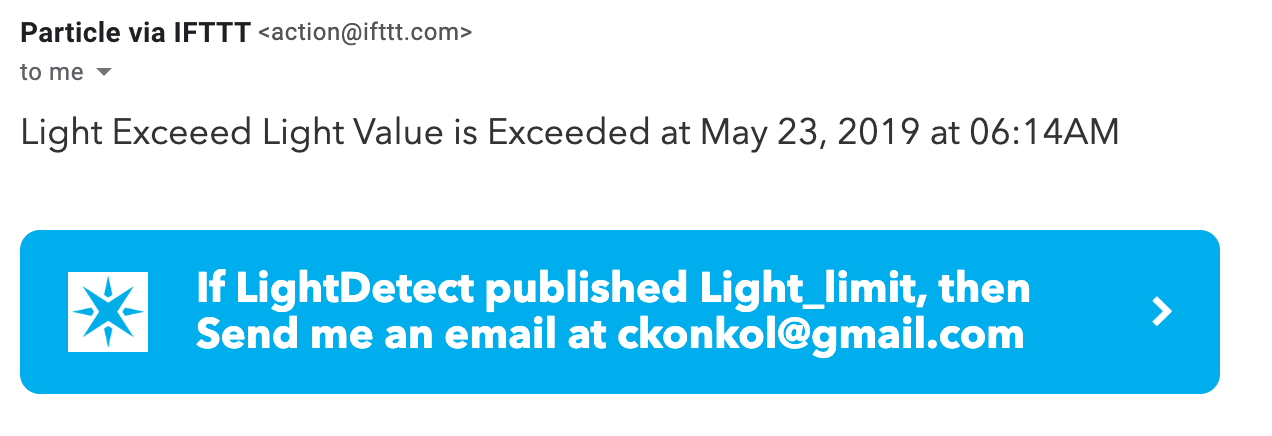 Particle via IFTTT <action@ifttt.com>
to me
Light Exceeed Light Value is Exceeded at May 23, 2019 at 06:14AM
If LightDetect published Light_limit, then
Send me an email at ckonkol@gmail.com